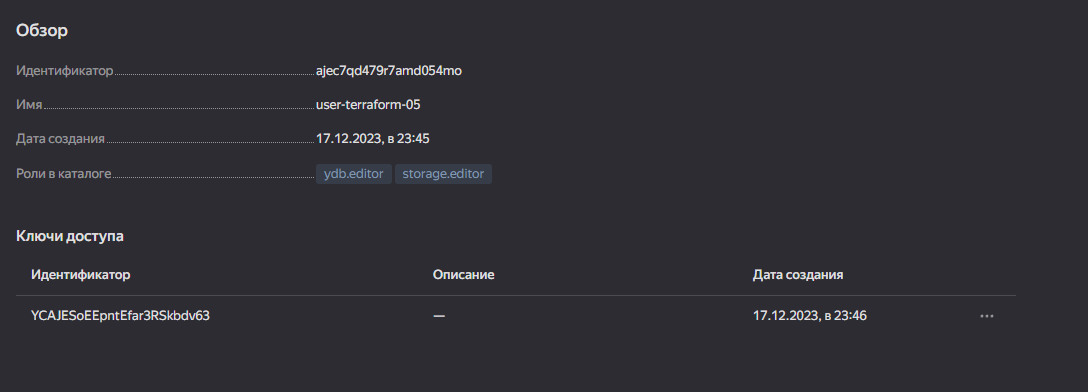 Обзор
Идентификатор ajec7qd479r7amd054mo
Имя user-terraform-05
Дата создания 17.12.2023, в 23:45
Роли в каталоге ydb.editor storage.editor
Ключи доступа
Идентификатор Описание Дата создания
YCAJESoEEpntEfar3RSkbdv63 — 17.12.2023, в 23:46